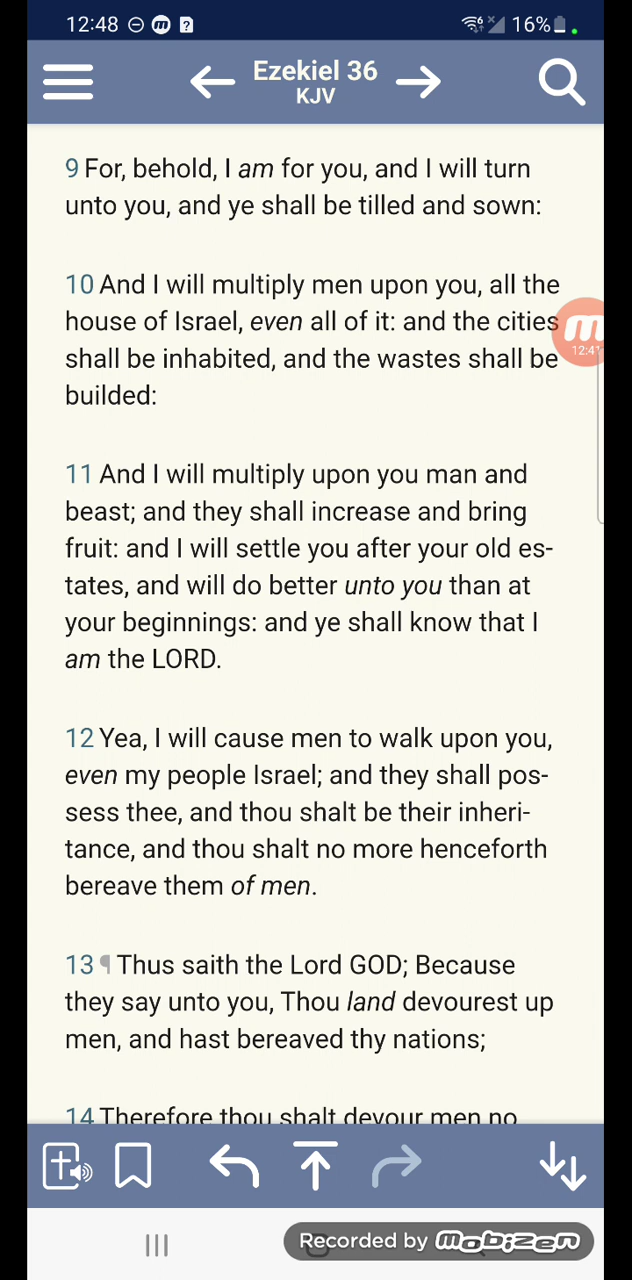 12:48 m ? 6 16%
Ezekiel 36
KJV
9 For, behold, I am for you, and I will turn
unto you, and ye shall be tilled and sown:
10 And I will multiply men upon you, all the
house of Israel, even all of it: and the cities
shall be inhabited, and the wastes shall be
builded:
m
12:47
11 And I will multiply upon you man and
beast; and they shall increase and bring
fruit: and I will settle you after your old es-
tates, and will do better unto you than at
your beginnings: and ye shall know that I
am the LORD.
12 Yea, I will cause men to walk upon you,
even my people Israel; and they shall pos-
sess thee, and thou shalt be their inheri-
tance, and thou shalt no more henceforth
bereave them of men.
13 ¶ Thus saith the Lord GOD; Because
they say unto you, Thou land devourest up
men, and hast bereaved thy nations;
14 Therefore thou shalt devour men no
Recorded by mobizen